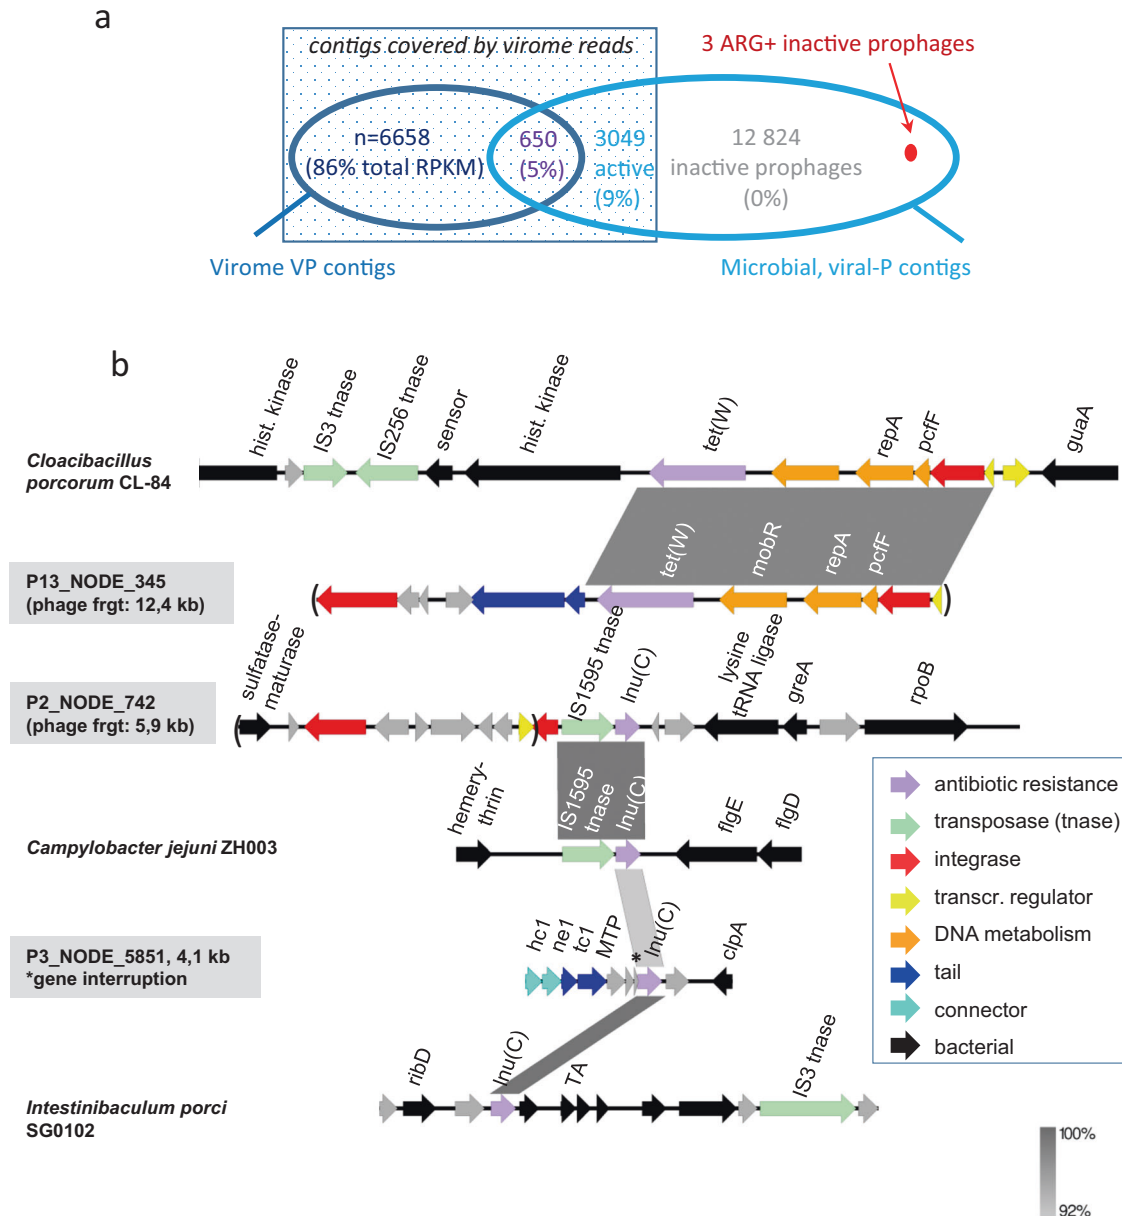 a
contigs covered by virome reads
3 ARG+ inactive prophages
n=6658
(86% total RPKM)
650
(5%)
3049
active
(9%)
12 824
inactive prophages
(0%)
Virome VP contigs
Microbial, viral-P contigs
b
hist. kinase
IS3 tnase
IS256 tnase
sensor
hist. kinase
tet(W)
repA
pcfF
guaA
Cloacibacillus
porcorum CL-84
tet(W)
mobR
repA
pcfF
P13_NODE_345
(phage frgt: 12,4 kb)
( )
sulfatase-
maturase
IS1595 tnase
lnu(C)
lysine
tRNA ligase
greA
rpoB
P2_NODE_742
(phage frgt: 5,9 kb)
( )
hemery-
thrin
IS1595
tnase
lnu(C)
flgE
flgD
Campylobacter jejuni ZH003
hc1
ne1
tc1
MTP
*
lnu(C)
clpA
P3_NODE_5851, 4,1 kb
*gene interruption
ribD
lnu(C)
TA
IS3 tnase
Intestinibaculum porci
SG0102
antibiotic resistance
transposase (tnase)
integrase
transcr. regulator
DNA metabolism
tail
connector
bacterial
100%
92%